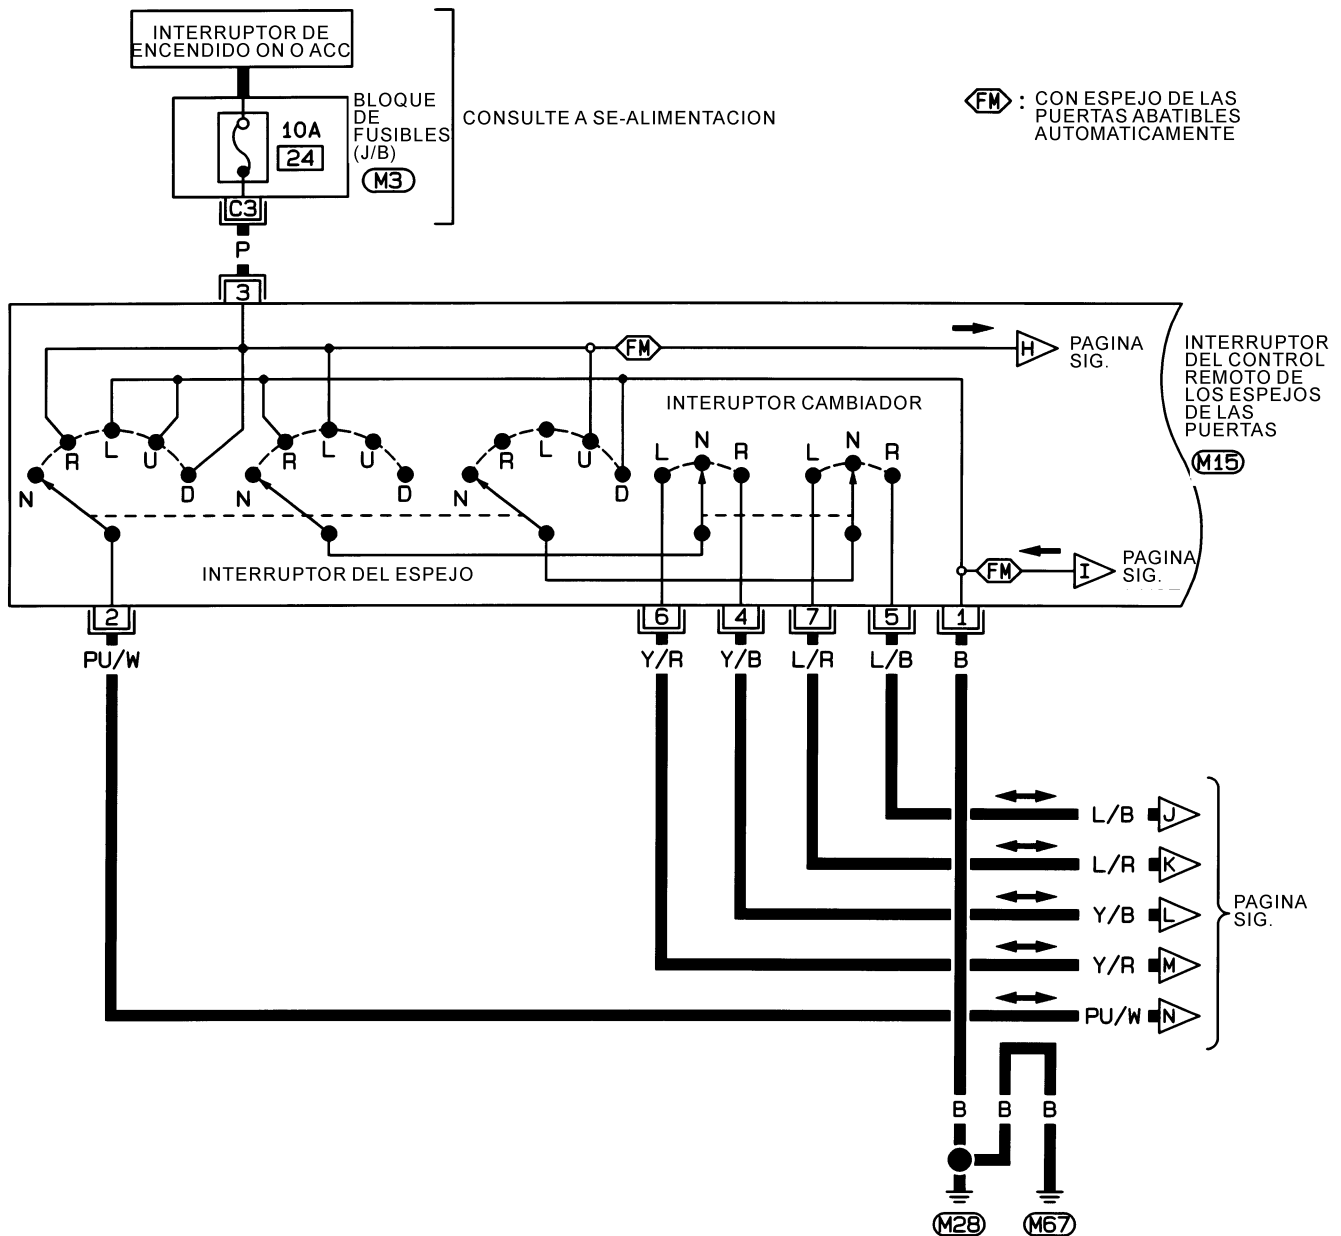 INTERRUPTOR DE
ENCENDIDO ON O ACC
BLOQUE
DE
FUSIBLES
(J/B)
10A
24
M3
C3
CONSULTE A SE-ALIMENTACION
FM : CON ESPEJO DE LAS
PUERTAS ABATIBLES
AUTOMATICAMENTE
P
3
FM
H
PAGINA
SIG.
INTERRUPTOR
DEL CONTROL
REMOTO DE
LOS ESPEJOS
DE LAS
PUERTAS
M15
INTERUPTOR CAMBIADOR
N R L U D
N R L U D
N R L U D
L N R
L N R
INTERRUPTOR DEL ESPEJO
FM
I
PAGINA
SIG.
2 6 4 7 5 1
PU/W Y/R Y/B L/R L/B B
L/B J
L/R K
Y/B L
Y/R M
PU/W N
PAGINA
SIG.
B B B
M28 M67